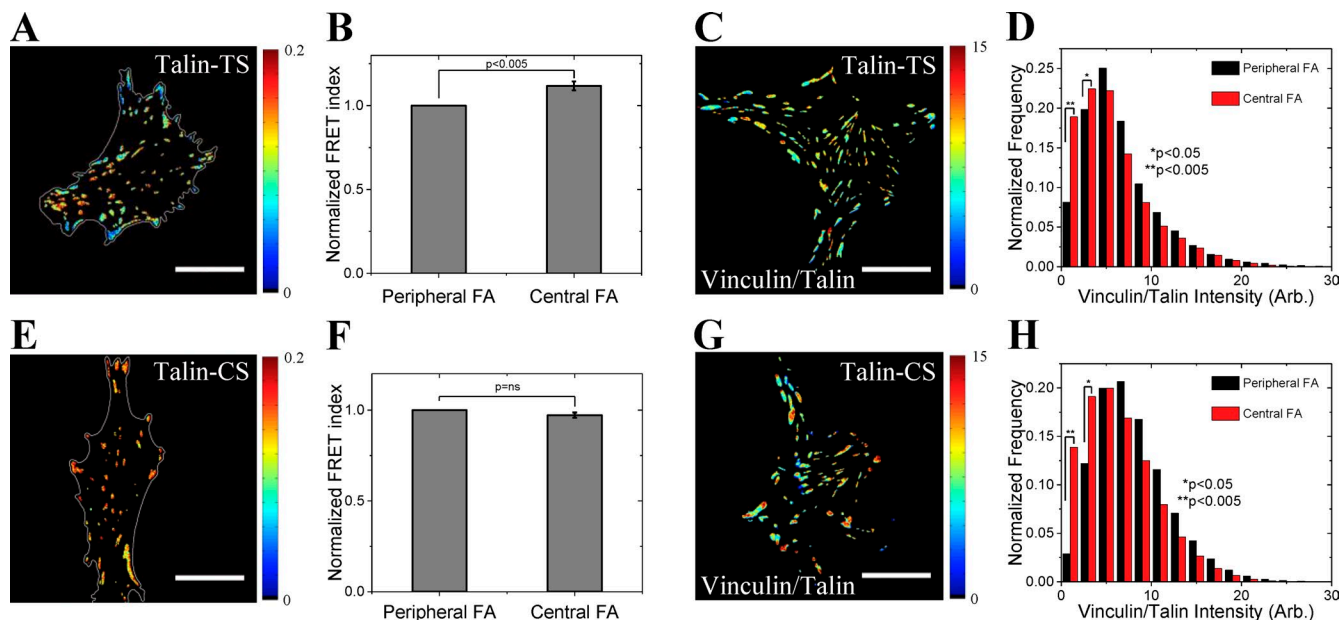 A
Talin-TS
0.2
0
B
Normalized FRET index
1.0
0.5
0.0
p<0.005
Peripheral FA
Central FA
C
Talin-TS
Vinculin/Talin
15
0
D
Normalized Frequency
0.25
0.20
0.15
0.10
0.05
0.00
Peripheral FA
Central FA
**
*
*p<0.05
**p<0.005
0 10 20 30
Vinculin/Talin Intensity (Arb.)
E
Talin-CS
0.2
0
F
Normalized FRET index
1.0
0.5
0.0
p=ns
Peripheral FA
Central FA
G
Talin-CS
Vinculin/Talin
15
0
H
Normalized Frequency
0.20
0.15
0.10
0.05
0.00
Peripheral FA
Central FA
**
*
*p<0.05
**p<0.005
0 10 20 30
Vinculin/Talin Intensity (Arb.)